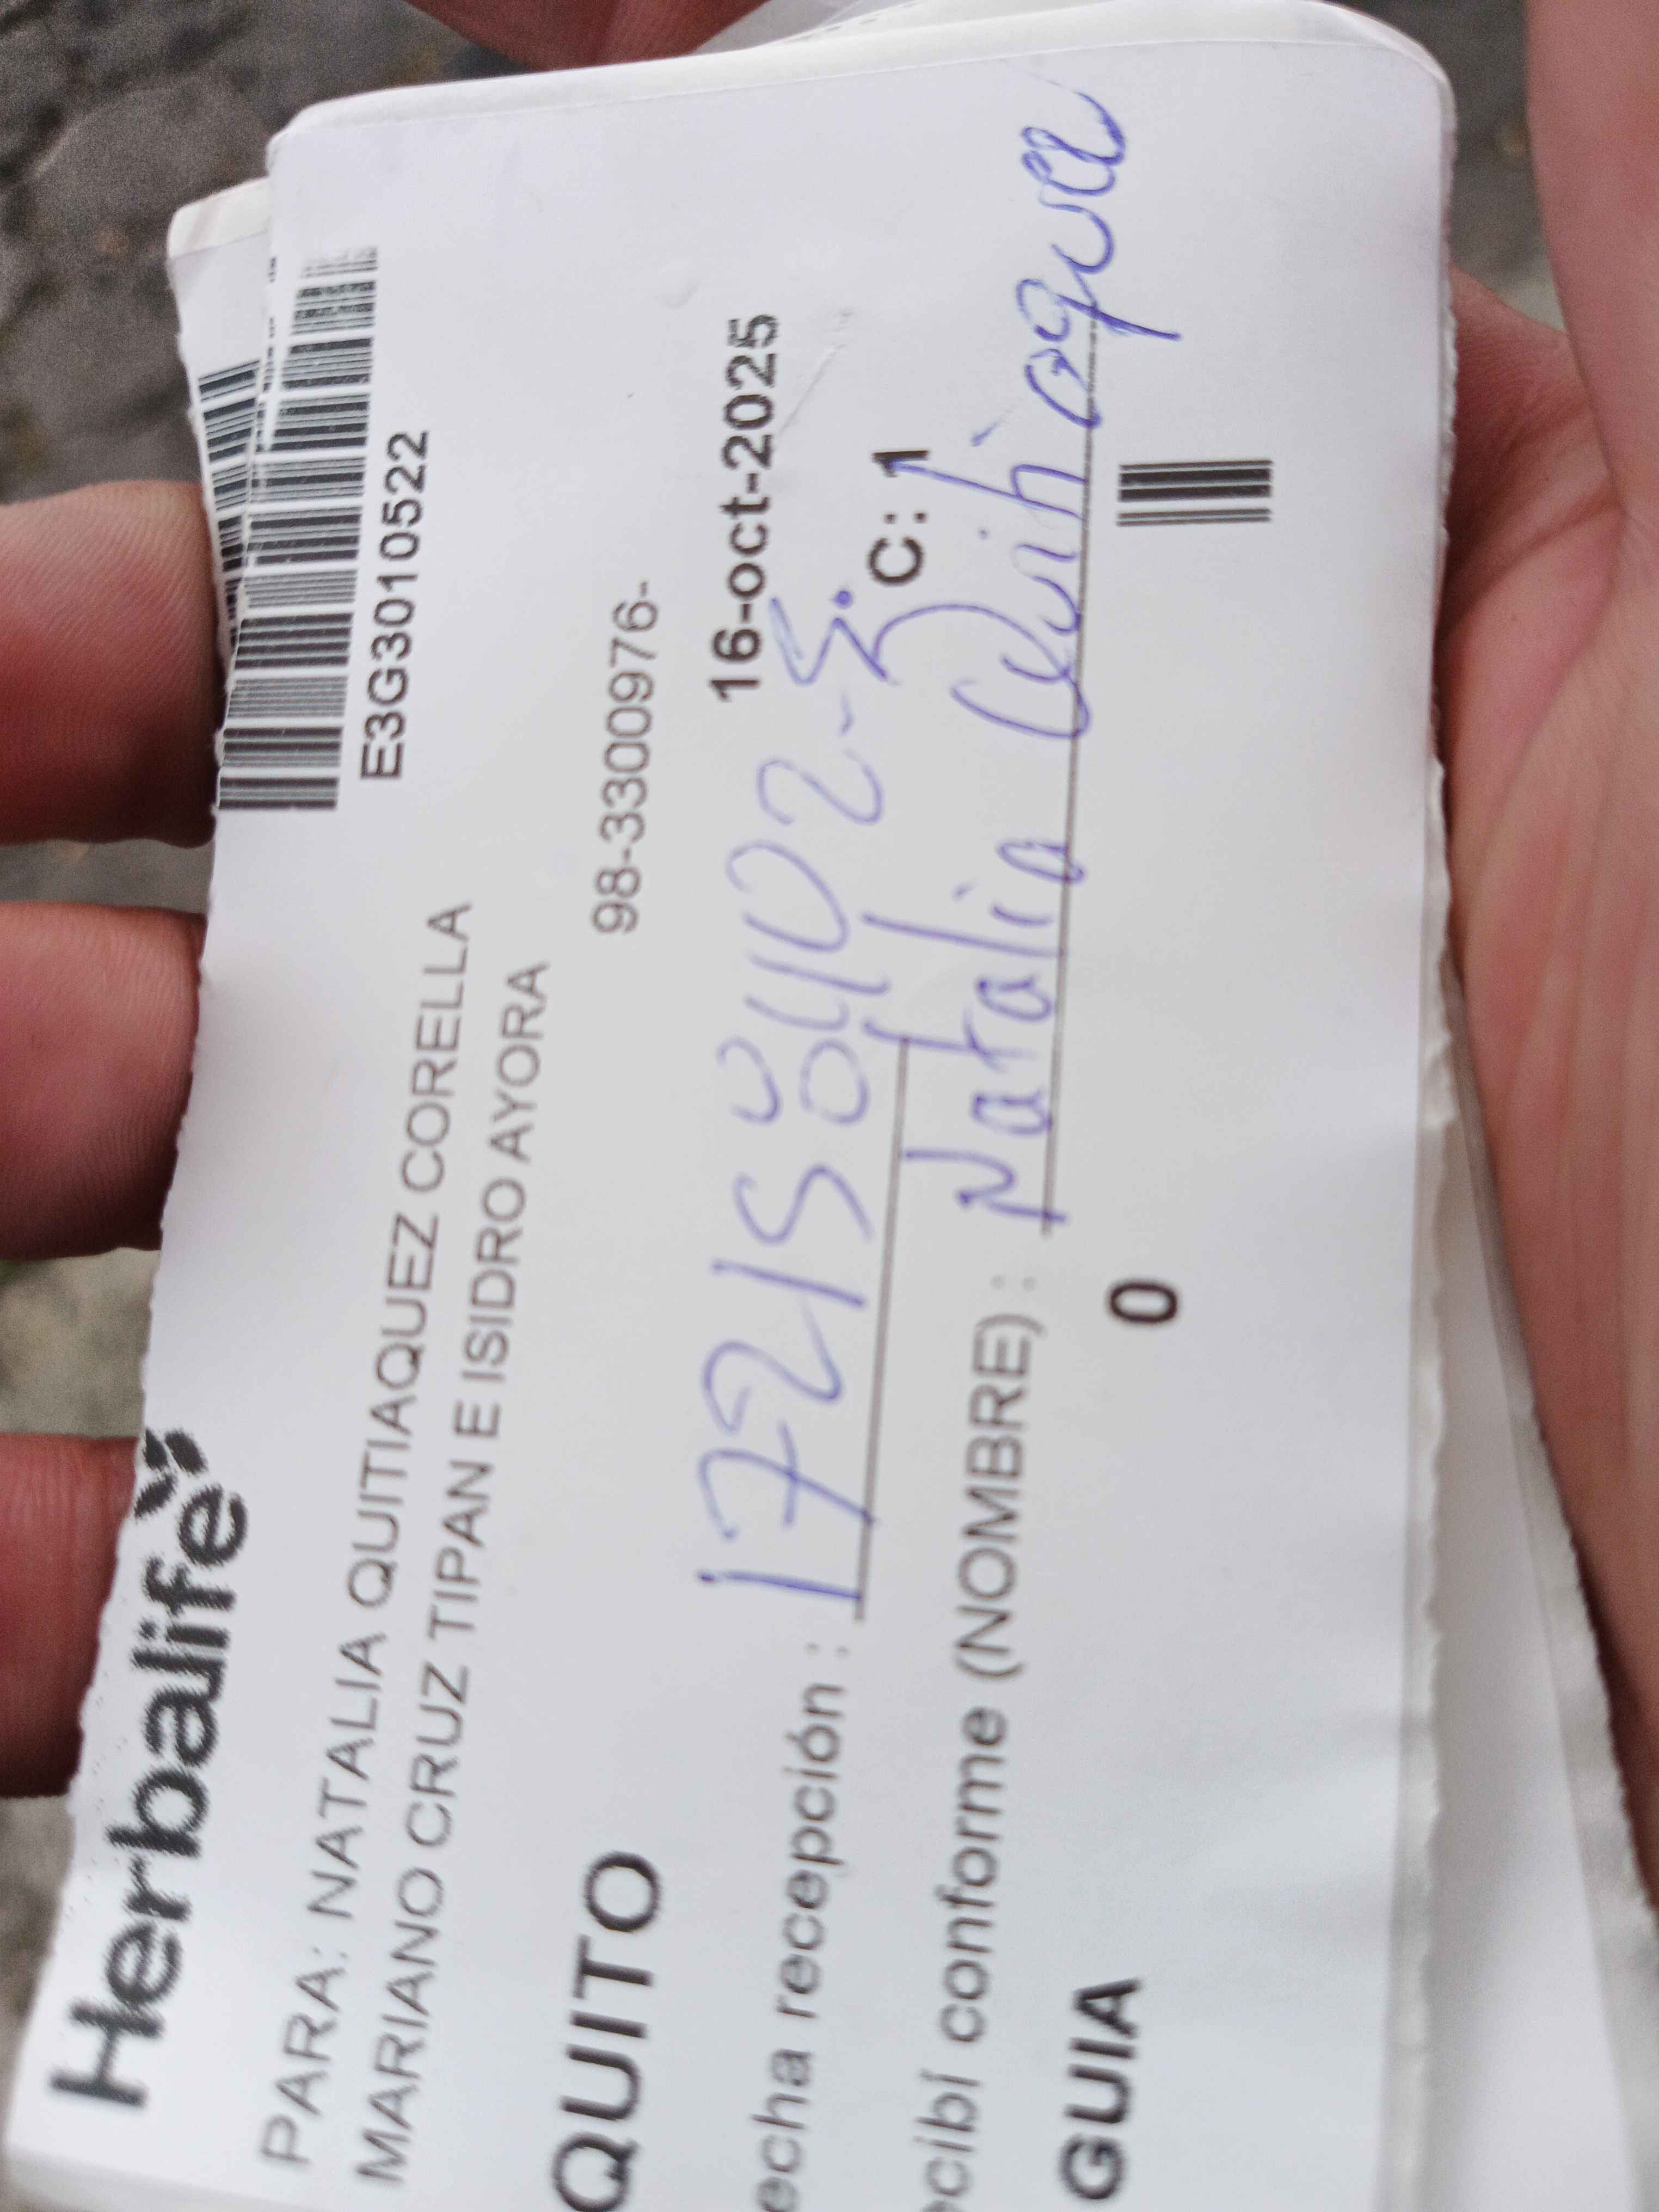 Herbalife
E3G3010522
PARA: NATALIA QUITIAQUEZ CORELLA
MARIANO CRUZ TIPAN E ISIDRO AYORA
QUITO 98-3300976-
echa recepción : 16-oct-2025
C: 1
ecibí conforme (NOMBRE) : Natalia
GUIA 0